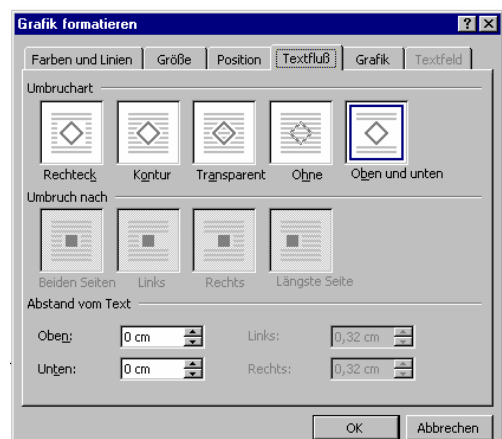 Grafik formatieren
Farben und Linien Größe Position Textfluß Grafik Textfeld
Umbruchart
Rechteck Kontur Transparent Ohne Oben und unten
Umbruch nach
Beiden Seiten Links Rechts Längste Seite
Abstand vom Text
Oben: 0 cm Links: 0,32 cm
Unten: 0 cm Rechts: 0,32 cm
OK Abbrechen